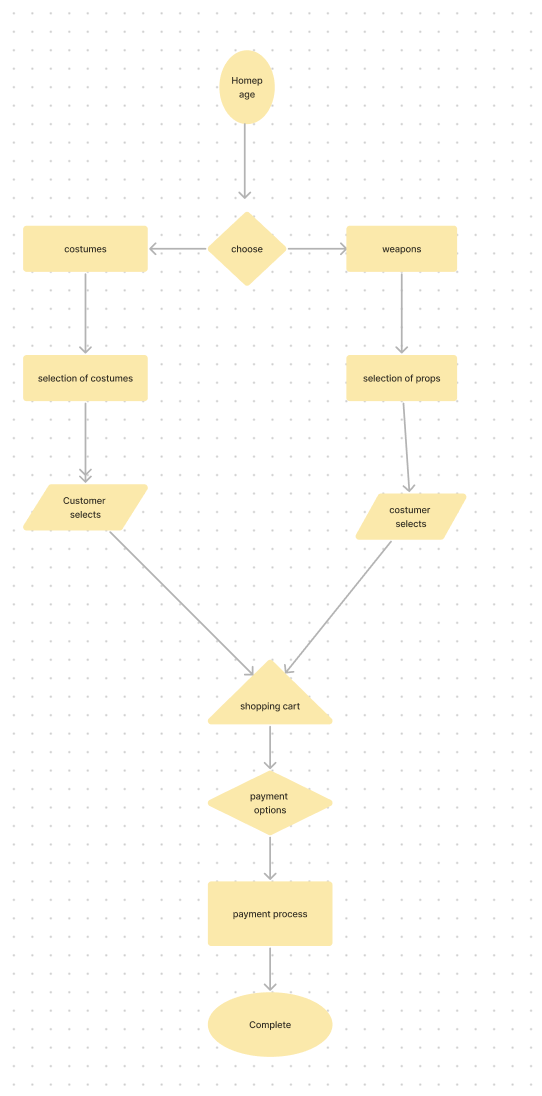 Homep
age
choose
costumes
weapons
selection of costumes
selection of props
Customer
selects
costumer
selects
shopping cart
payment
options
payment process
Complete